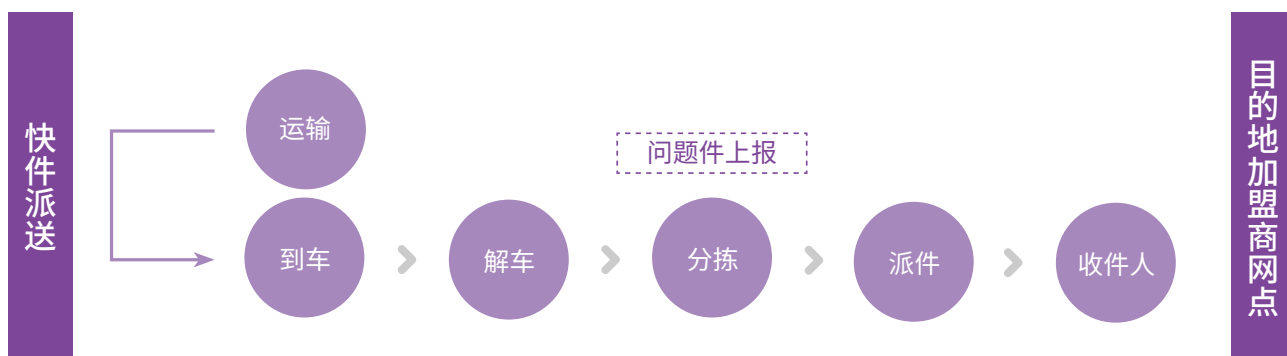 快件派送
运输
问题件上报
到车
解车
分拣
派件
收件人
目的地加盟商网点